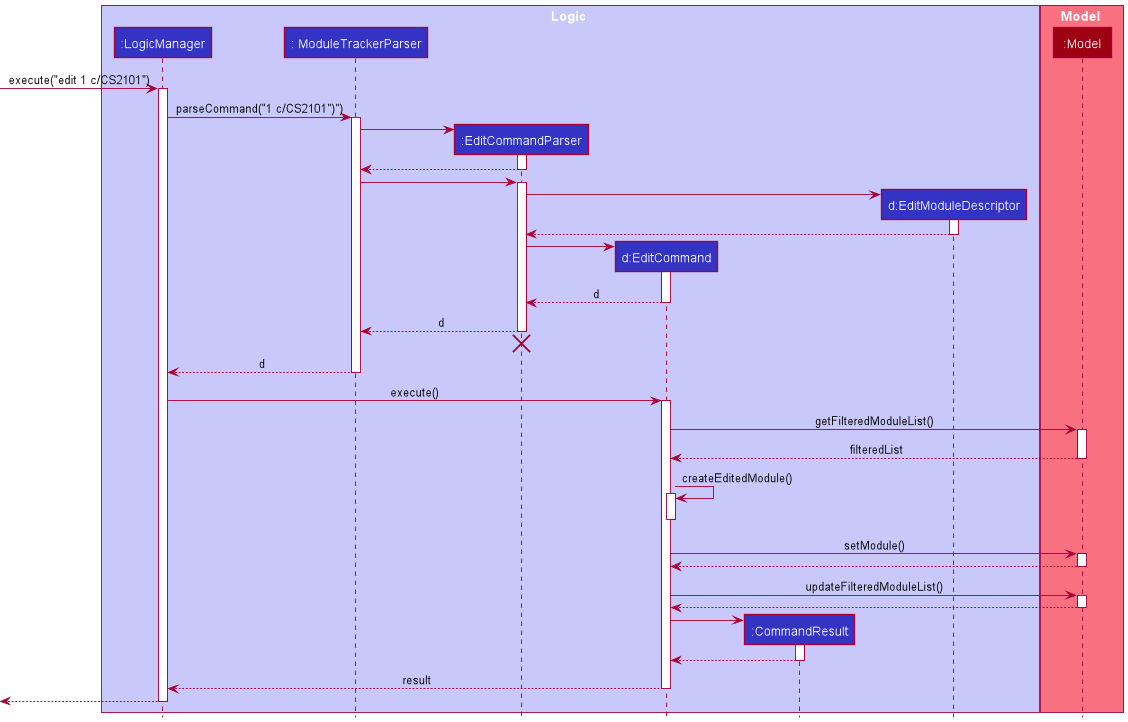 Logic
Model
:LogicManager
: ModuleTrackerParser
:Model
execute("edit 1 c/CS2101")
parseCommand("1 c/CS2101")")
:EditCommandParser
d:EditModuleDescriptor
d:EditCommand
d
d
d
execute()
getFilteredModuleList()
filteredList
createEditedModule()
setModule()
updateFilteredModuleList()
:CommandResult
result